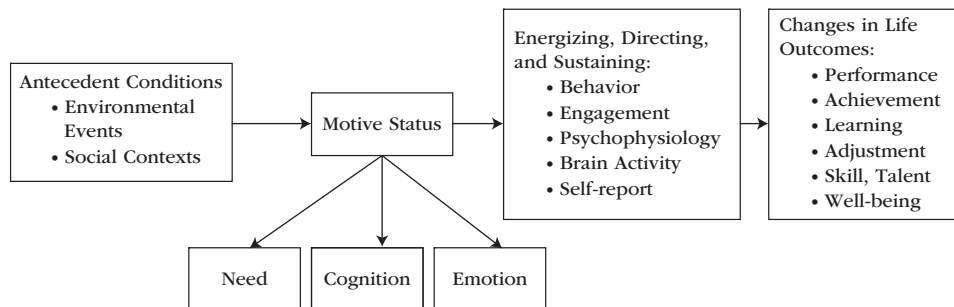 Antecedent Conditions
• Environmental
Events
• Social Contexts
Motive Status
Need
Cognition
Emotion
Energizing, Directing,
and Sustaining:
• Behavior
• Engagement
• Psychophysiology
• Brain Activity
• Self-report
Changes in Life
Outcomes:
• Performance
• Achievement
• Learning
• Adjustment
• Skill, Talent
• Well-being